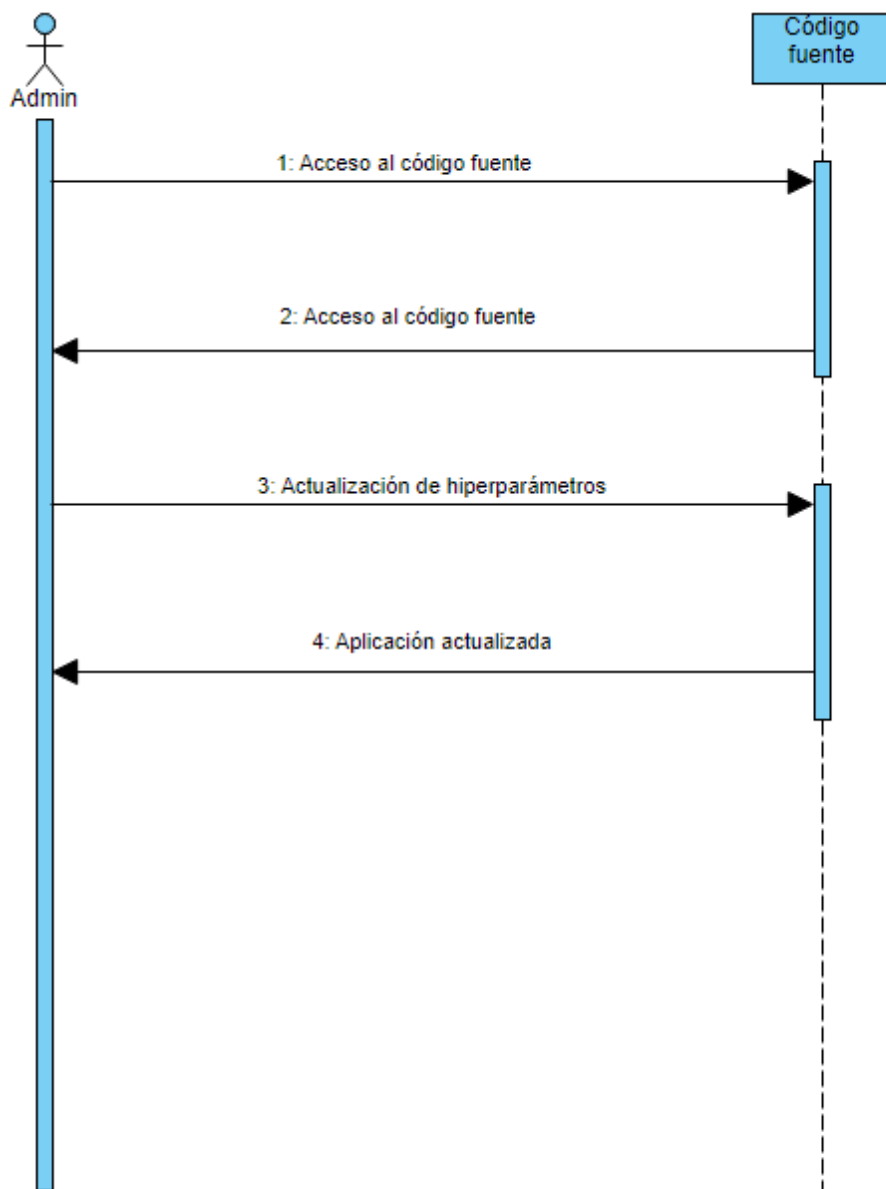 Admin
Código
fuente
1: Acceso al código fuente
2: Acceso al código fuente
3: Actualización de hiperparámetros
4: Aplicación actualizada